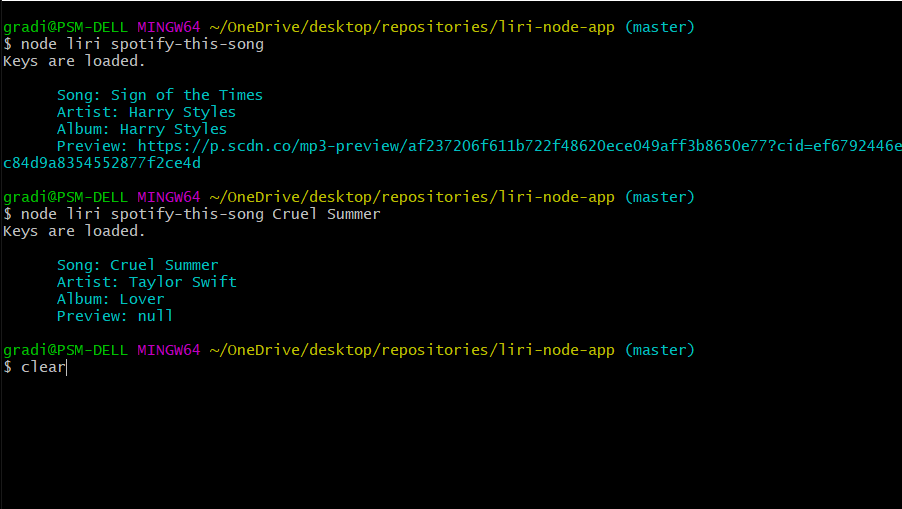 gradi@PSM-DELL MINGW64 ~/OneDrive/desktop/repositories/liri-node-app (master)
$ node liri spotify-this-song
Keys are loaded.
Song: Sign of the Times
Artist: Harry Styles
Album: Harry Styles
Preview: https://p.scdn.co/mp3-preview/af237206f611b722f48620ece049aff3b8650e77?cid=ef6792446e
c84d9a8354552877f2ce4d
gradi@PSM-DELL MINGW64 ~/OneDrive/desktop/repositories/liri-node-app (master)
$ node liri spotify-this-song Cruel Summer
Keys are loaded.
Song: Cruel Summer
Artist: Taylor Swift
Album: Lover
Preview: null
gradi@PSM-DELL MINGW64 ~/OneDrive/desktop/repositories/liri-node-app (master)
$ clear